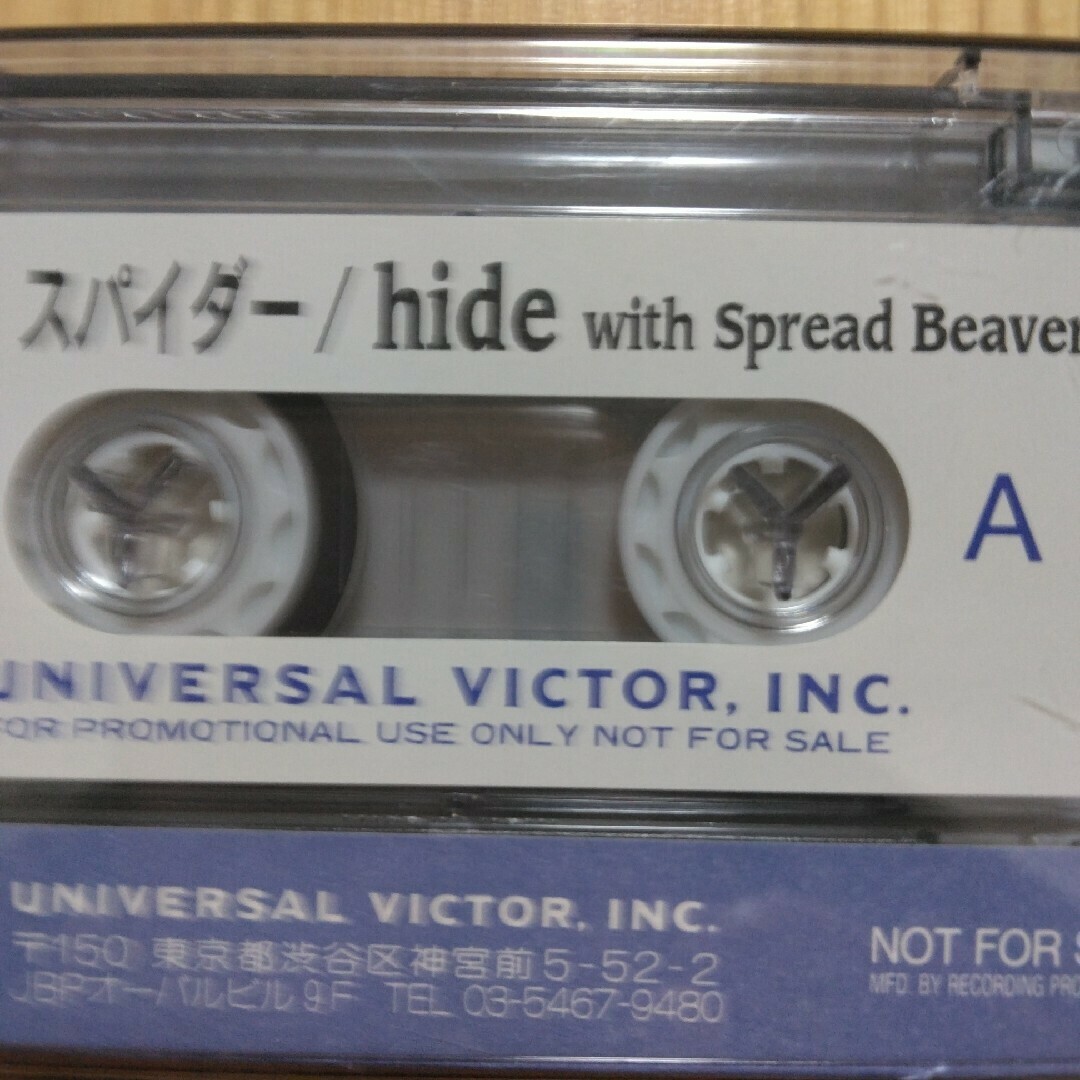 スパイダー / hide with Spread Beaver
A
UNIVERSAL VICTOR, INC.
FOR PROMOTIONAL USE ONLY NOT FOR SALE
UNIVERSAL VICTOR, INC.
〒150 東京都渋谷区神宮前5-52-2
JBPオーバルビル9F TEL 03-5467-9480
NOT FOR
MFD. BY RECORDING